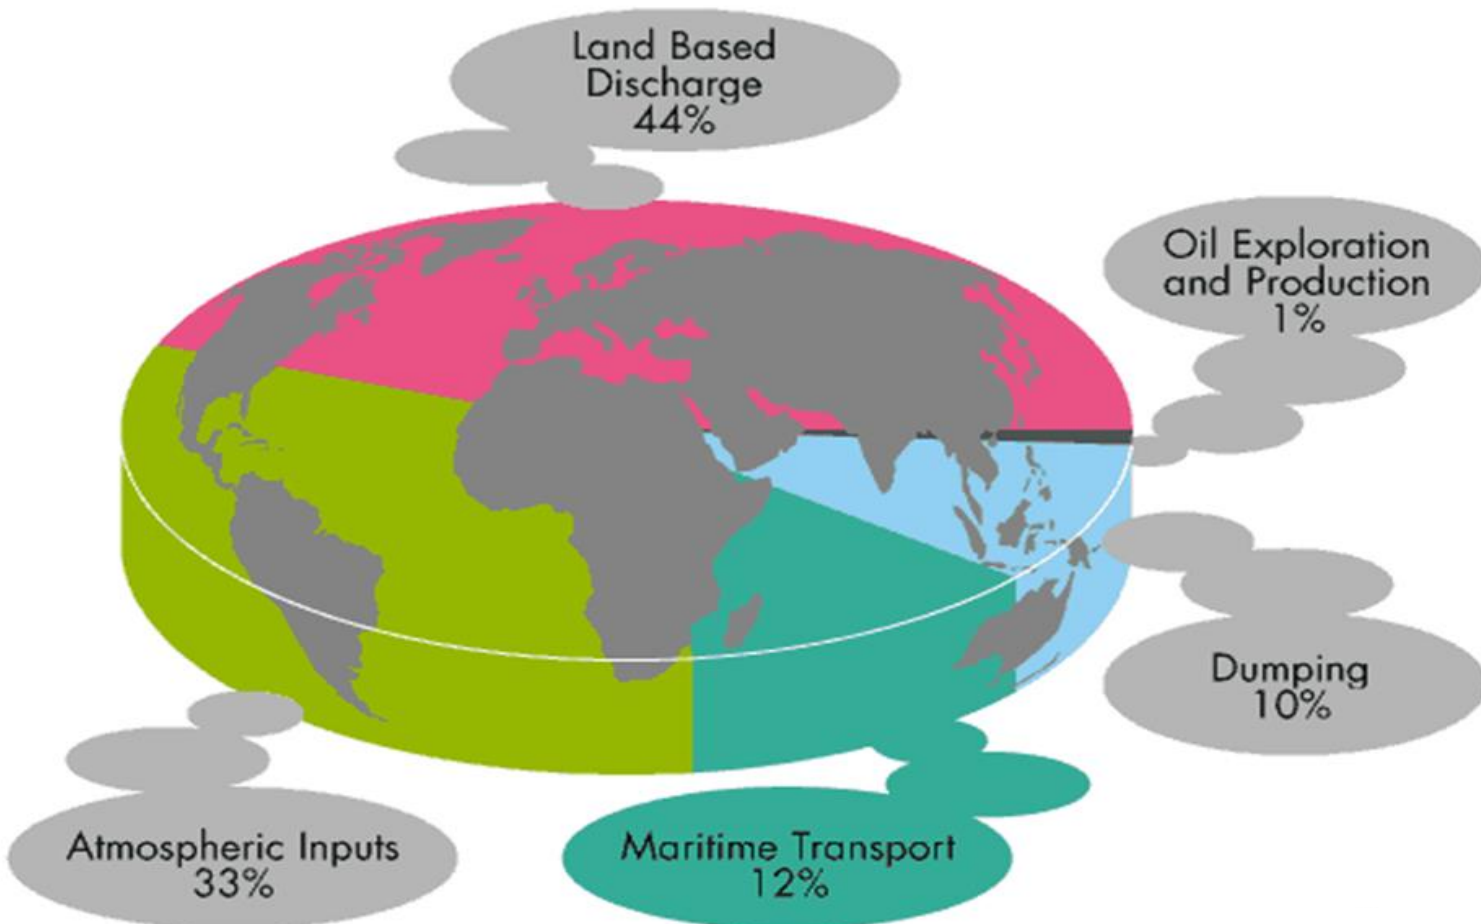 Land Based
Discharge
44%
Oil Exploration
and Production
1%
Dumping
10%
Maritime Transport
12%
Atmospheric Inputs
33%